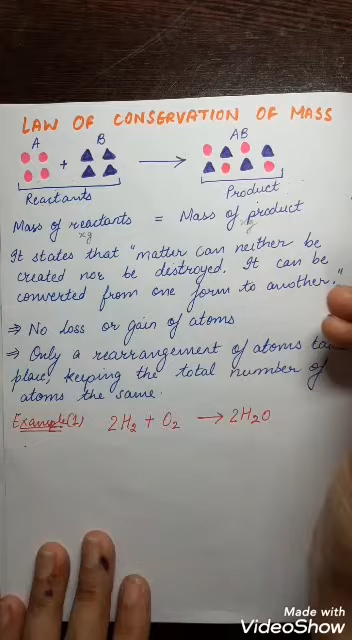 LAW OF CONSERVATION OF MASS
A B AB
+
Reactants Product
Mass of reactants = Mass of product
xg xg
It states that "matter can neither be
created nor be destroyed. It can be
converted from one form to another."
⇒ No loss or gain of atoms
⇒ Only a rearrangement of atoms
place, keeping the total number of
atoms the same.
Example(1) 2H₂ + O₂ → 2H₂O
Made with
VideoShow